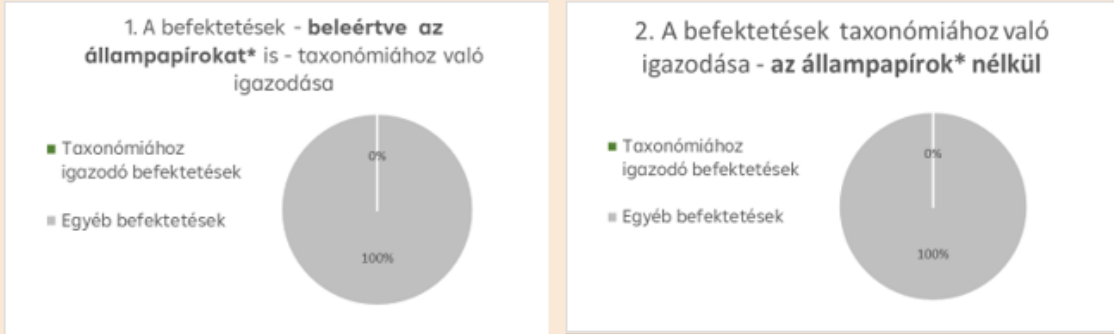 1. A befektetések - beleértve az
állampapírokat* is - taxonómiához való
igazodása
Taxonómiához
igazodó befektetések
Egyéb befektetések
0%
100%
2. A befektetések taxonómiához való
igazodása - az állampapírok* nélkül
Taxonómiához
igazodó befektetések
Egyéb befektetések
0%
100%